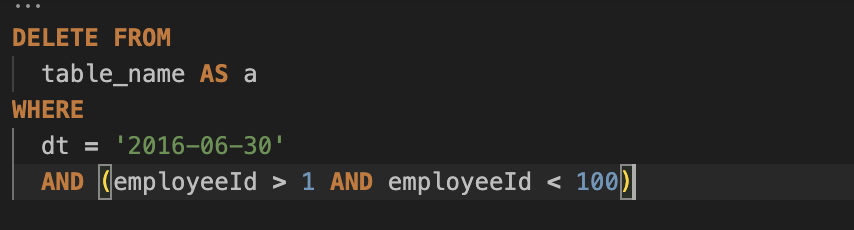 ...
DELETE FROM
table_name AS a
WHERE
dt = '2016-06-30'
AND (employeeId > 1 AND employeeId < 100)